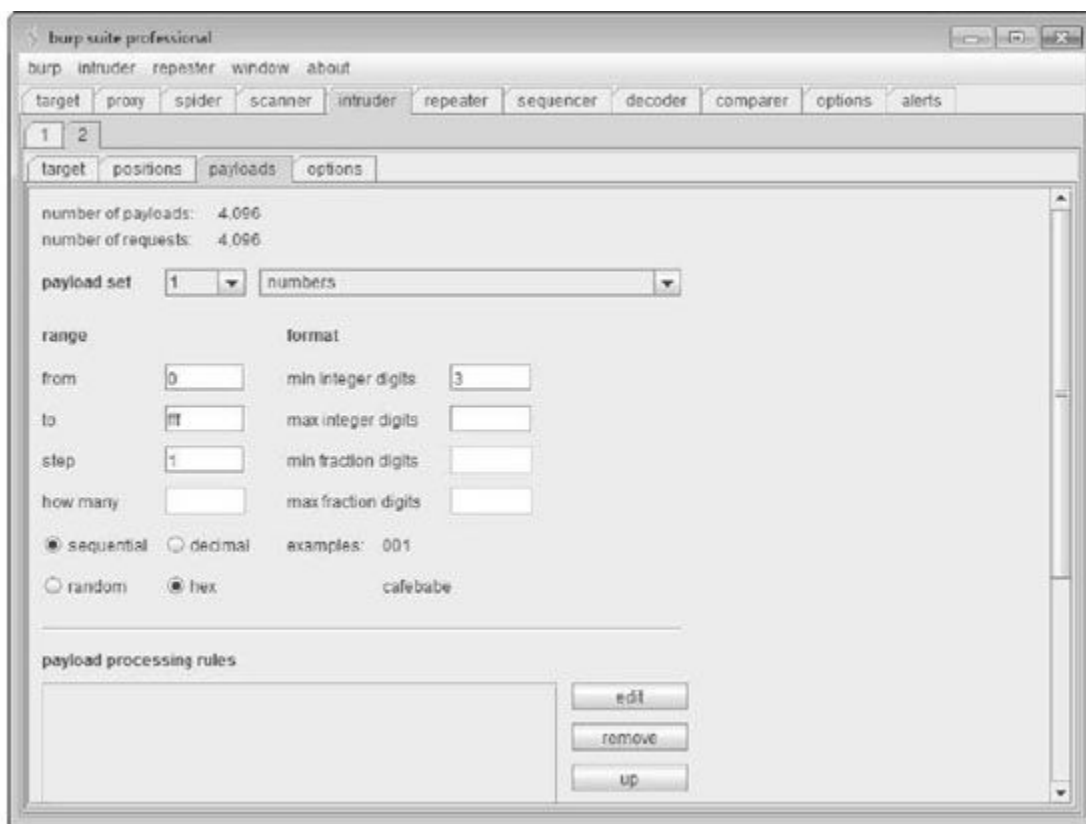 burp suite professional
burp intruder repeater window about
target proxy spider scanner intruder repeater sequencer decoder comparer options alerts
1 2
target positions payloads options
number of payloads: 4,096
number of requests: 4,096
payload set 1 numbers
range format
from 0 min integer digits 3
to fff max integer digits
step 1 min fraction digits
how many max fraction digits
sequential decimal examples: 001
random hex cafebabe
payload processing rules
edit
remove
up